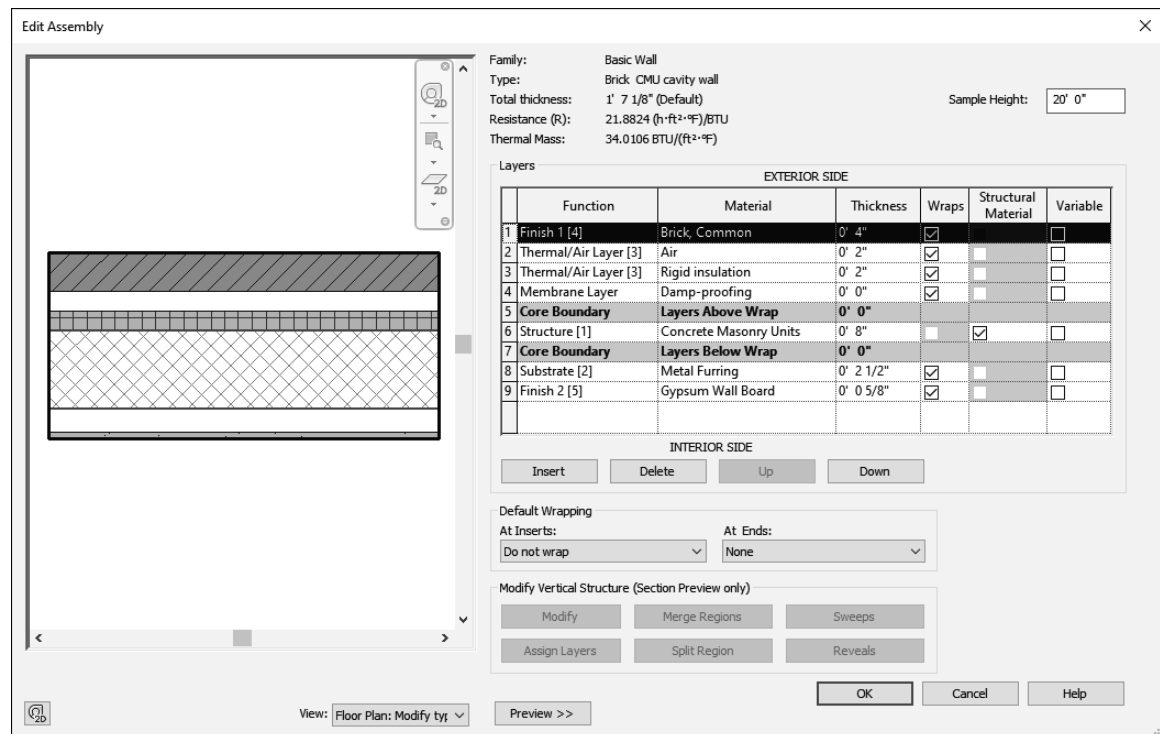 Edit Assembly
Family: Basic Wall
Type: Brick CMU cavity wall
Total thickness: 1' 7 1/8" (Default)
Sample Height: 20' 0"
Resistance (R): 21.8824 (h·ft²·°F)/BTU
Thermal Mass: 34.0106 BTU/(ft²·°F)
2D
2D
Layers
EXTERIOR SIDE
Function Material Thickness Wraps Structural Material Variable
1 Finish 1 [4] Brick, Common 0' 4"
2 Thermal/Air Layer [3] Air 0' 2"
3 Thermal/Air Layer [3] Rigid insulation 0' 2"
4 Membrane Layer Damp-proofing 0' 0"
5 Core Boundary Layers Above Wrap 0' 0"
6 Structure [1] Concrete Masonry Units 0' 8"
7 Core Boundary Layers Below Wrap 0' 0"
8 Substrate [2] Metal Furring 0' 2 1/2"
9 Finish 2 [5] Gypsum Wall Board 0' 0 5/8"
INTERIOR SIDE
Insert Delete Up Down
Default Wrapping
At Inserts: At Ends:
Do not wrap None
Modify Vertical Structure (Section Preview only)
Modify Merge Regions Sweeps
Assign Layers Split Region Reveals
OK Cancel Help
2D
View: Floor Plan: Modify typ
Preview >>